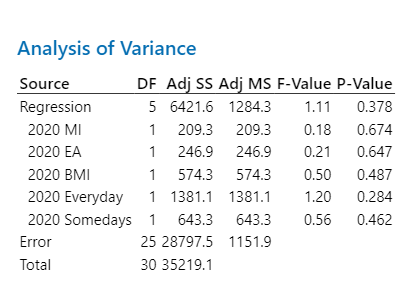 Analysis of Variance
Source DF Adj SS Adj MS F-Value P-Value
Regression 5 6421.6 1284.3 1.11 0.378
2020 MI 1 209.3 209.3 0.18 0.674
2020 EA 1 246.9 246.9 0.21 0.647
2020 BMI 1 574.3 574.3 0.50 0.487
2020 Everyday 1 1381.1 1381.1 1.20 0.284
2020 Somedays 1 643.3 643.3 0.56 0.462
Error 25 28797.5 1151.9
Total 30 35219.1